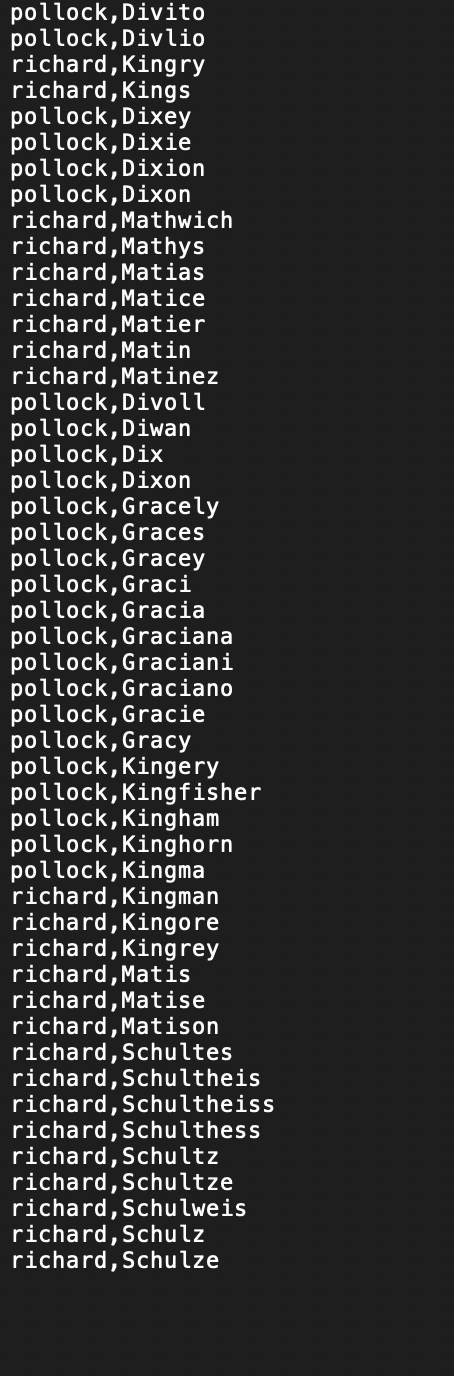 pollock,Divito
pollock,Divlio
richard,Kingry
richard,Kings
pollock,Dixey
pollock,Dixie
pollock,Dixion
pollock,Dixon
richard,Mathwich
richard,Mathys
richard,Matias
richard,Matice
richard,Matier
richard,Matin
richard,Matinez
pollock,Divoll
pollock,Diwan
pollock,Dix
pollock,Dixon
pollock,Gracely
pollock,Graces
pollock,Gracey
pollock,Graci
pollock,Gracia
pollock,Graciana
pollock,Graciani
pollock,Graciano
pollock,Gracie
pollock,Gracy
pollock,Kingery
pollock,Kingfisher
pollock,Kingham
pollock,Kinghorn
pollock,Kingma
richard,Kingman
richard,Kingore
richard,Kingrey
richard,Matis
richard,Matise
richard,Matison
richard,Schultes
richard,Schultheis
richard,Schultheiss
richard,Schulthess
richard,Schultz
richard,Schultze
richard,Schulweis
richard,Schulz
richard,Schulze